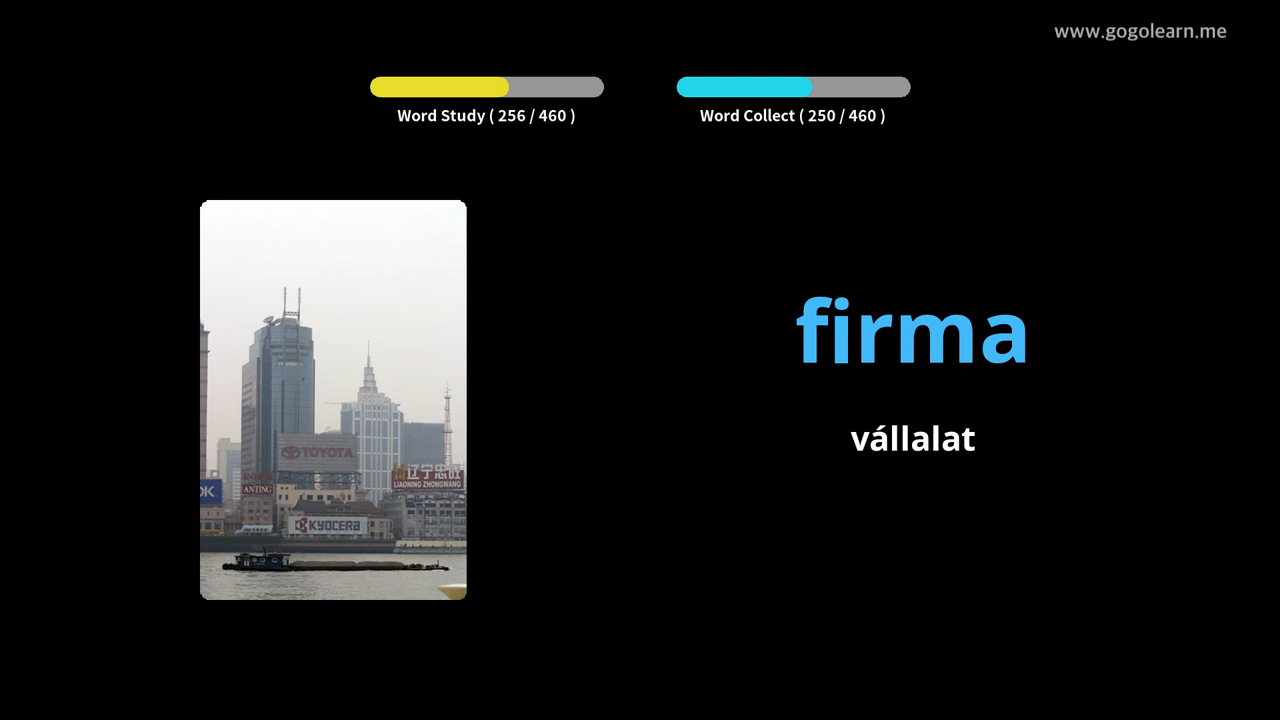 www.gogolearn.me
Word Study ( 256 / 460 )
Word Collect ( 250 / 460 )
firma
vállalat
TOYOTA
辽宁忠旺
LIAONING ZHONGWANG
OK
ANTING
KYOCERA